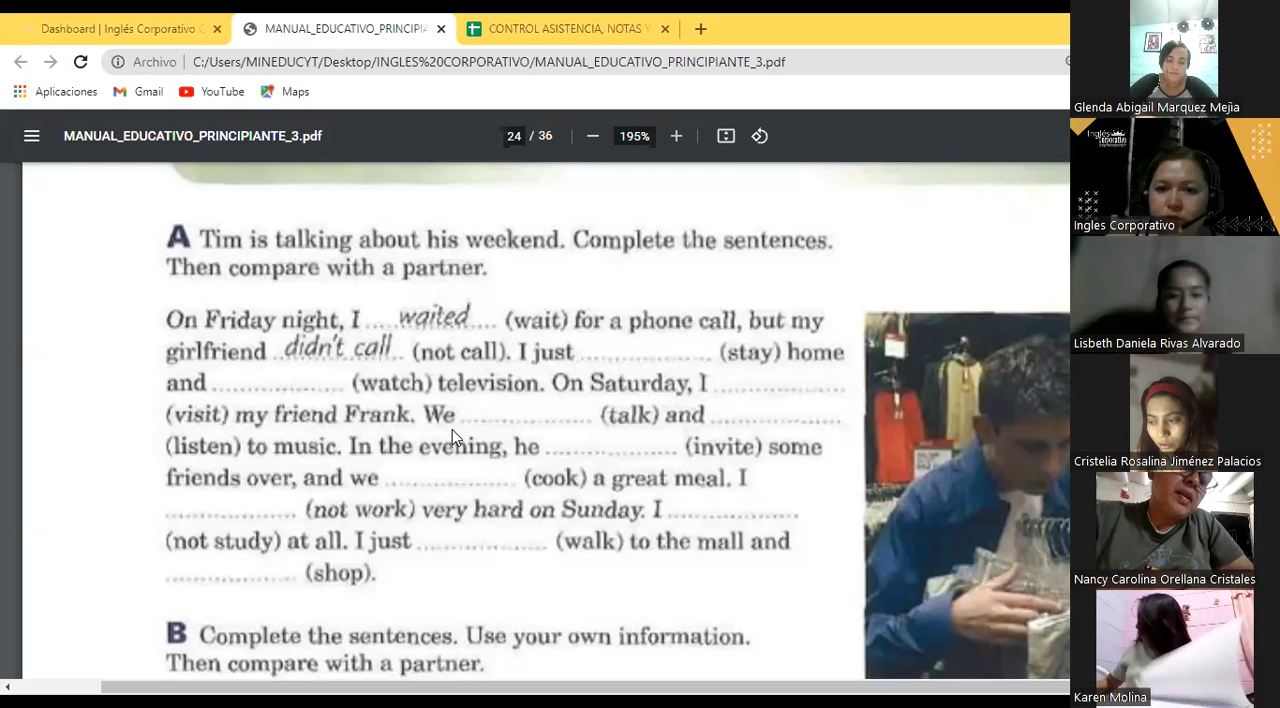 Dashboard | Inglés Corporativo C
MANUAL_EDUCATIVO_PRINCIPIA
CONTROL ASISTENCIA, NOTAS Y
Archivo
C:/Users/MINEDUCYT/Desktop/INGLES%20CORPORATIVO/MANUAL_EDUCATIVO_PRINCIPIANTE_3.pdf
Aplicaciones
Gmail
YouTube
Maps
MANUAL_EDUCATIVO_PRINCIPIANTE_3.pdf
24 / 36
195%
A Tim is talking about his weekend. Complete the sentences.
Then compare with a partner.
On Friday night, I .... waited .... (wait) for a phone call, but my
girlfriend .. didn't call .. (not call). I just .................. (stay) home
and .................. (watch) television. On Saturday, I ..................
(visit) my friend Frank. We .................. (talk) and ..................
(listen) to music. In the evening, he .................. (invite) some
friends over, and we .................. (cook) a great meal. I
.................. (not work) very hard on Sunday. I ..................
(not study) at all. I just .................. (walk) to the mall and
.................. (shop).
B Complete the sentences. Use your own information.
Then compare with a partner.
Glenda Abigail Marquez Mejia
Inglés
Corporativo
Ingles Corporativo
Lisbeth Daniela Rivas Alvarado
Cristelia Rosalina Jiménez Palacios
Nancy Carolina Orellana Cristales
Karen Molina